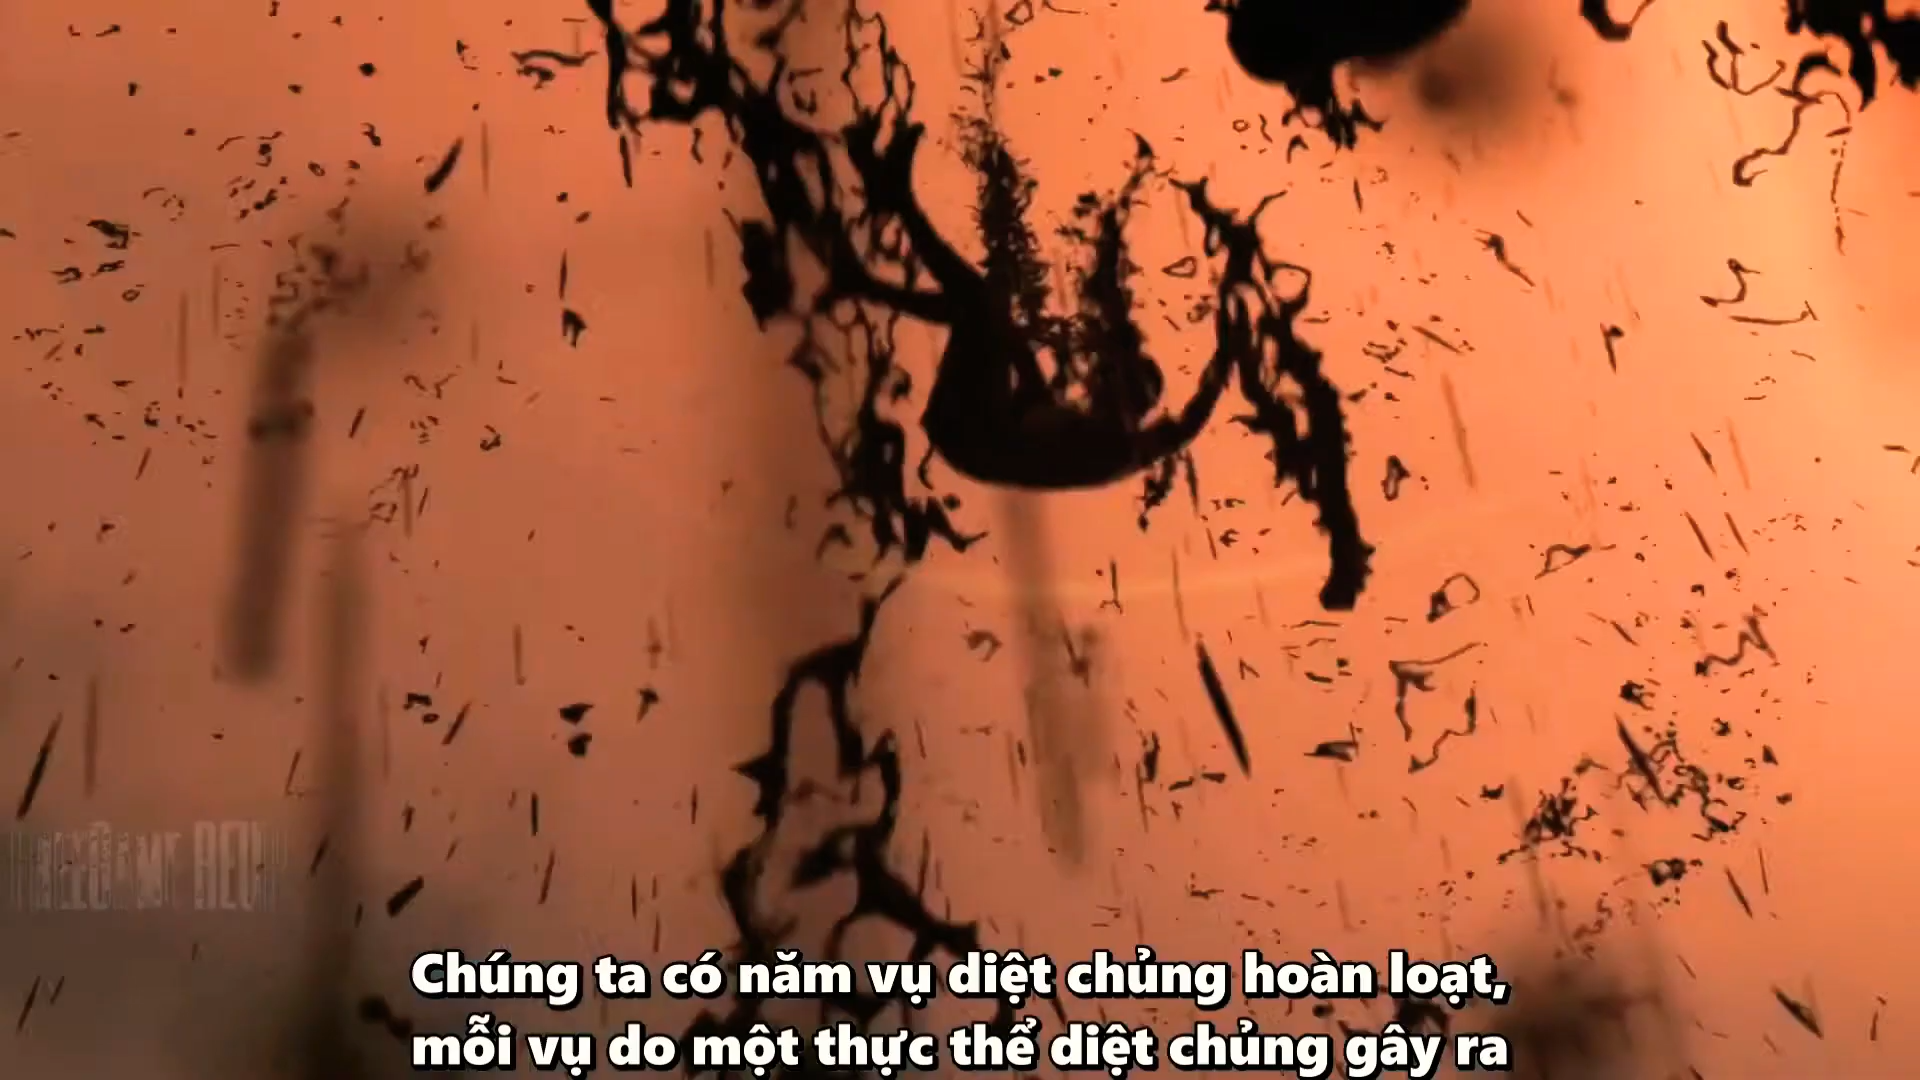 Chúng ta có năm vụ diệt chủng hoàn loạt,
mỗi vụ do một thực thể diệt chủng gây ra